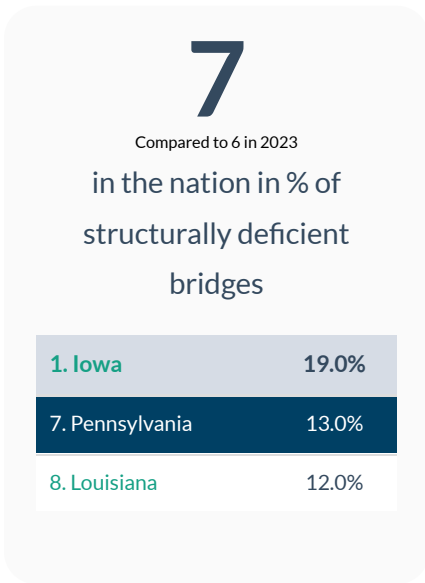 7
Compared to 6 in 2023
in the nation in % of
structurally deficient
bridges
1. Iowa 19.0%
7. Pennsylvania 13.0%
8. Louisiana 12.0%